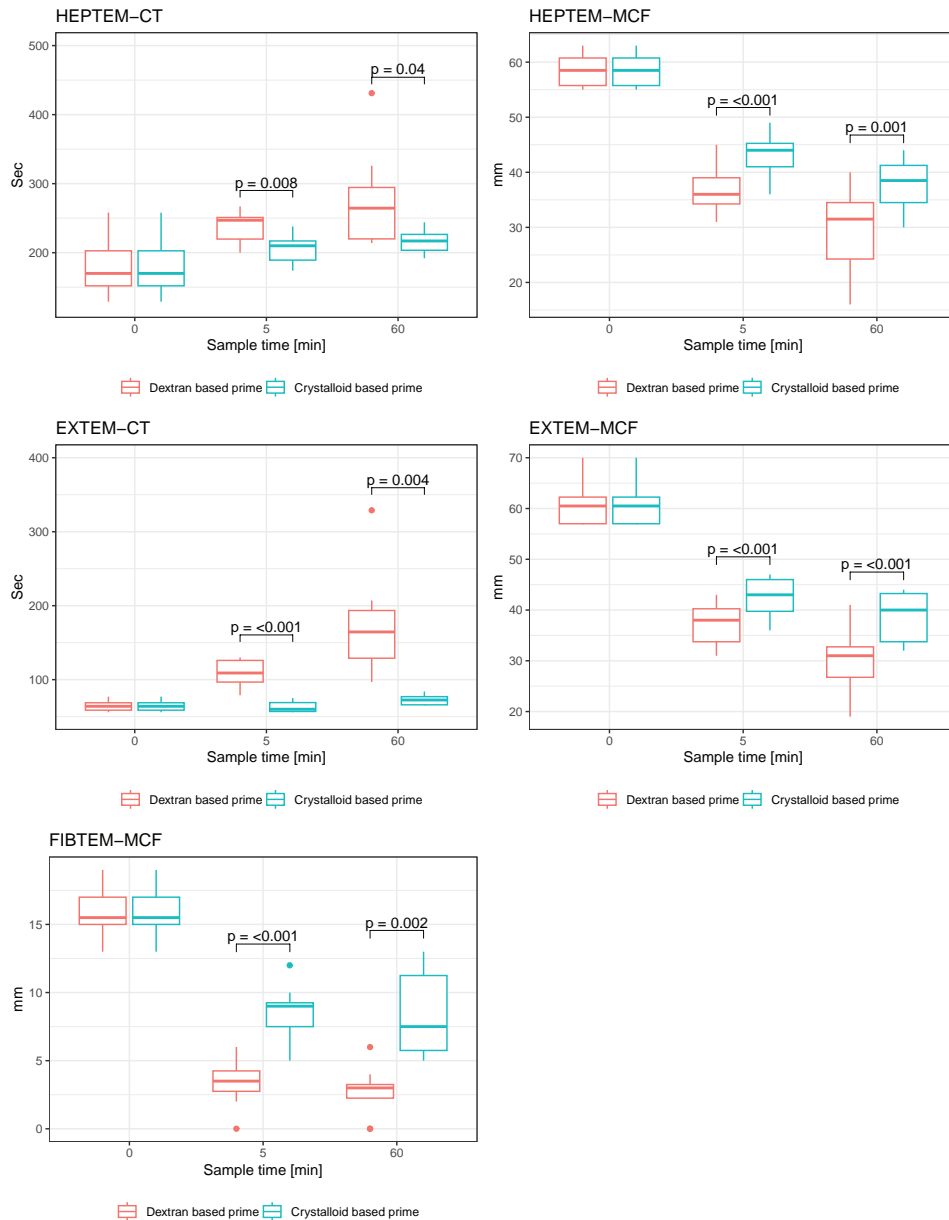 HEPTEM−CT
500
400
300
200
Sec
p = 0.04
p = 0.008
0
5
60
Sample time [min]
Dextran based prime
Crystalloid based prime
HEPTEM−MCF
60
50
40
30
20
mm
p = <0.001
p = 0.001
0
5
60
Sample time [min]
Dextran based prime
Crystalloid based prime
EXTEM−CT
400
300
200
100
Sec
p = 0.004
p = <0.001
0
5
60
Sample time [min]
Dextran based prime
Crystalloid based prime
EXTEM−MCF
70
60
50
40
30
20
mm
p = <0.001
p = <0.001
0
5
60
Sample time [min]
Dextran based prime
Crystalloid based prime
FIBTEM−MCF
15
10
5
0
mm
p = <0.001
p = 0.002
0
5
60
Sample time [min]
Dextran based prime
Crystalloid based prime